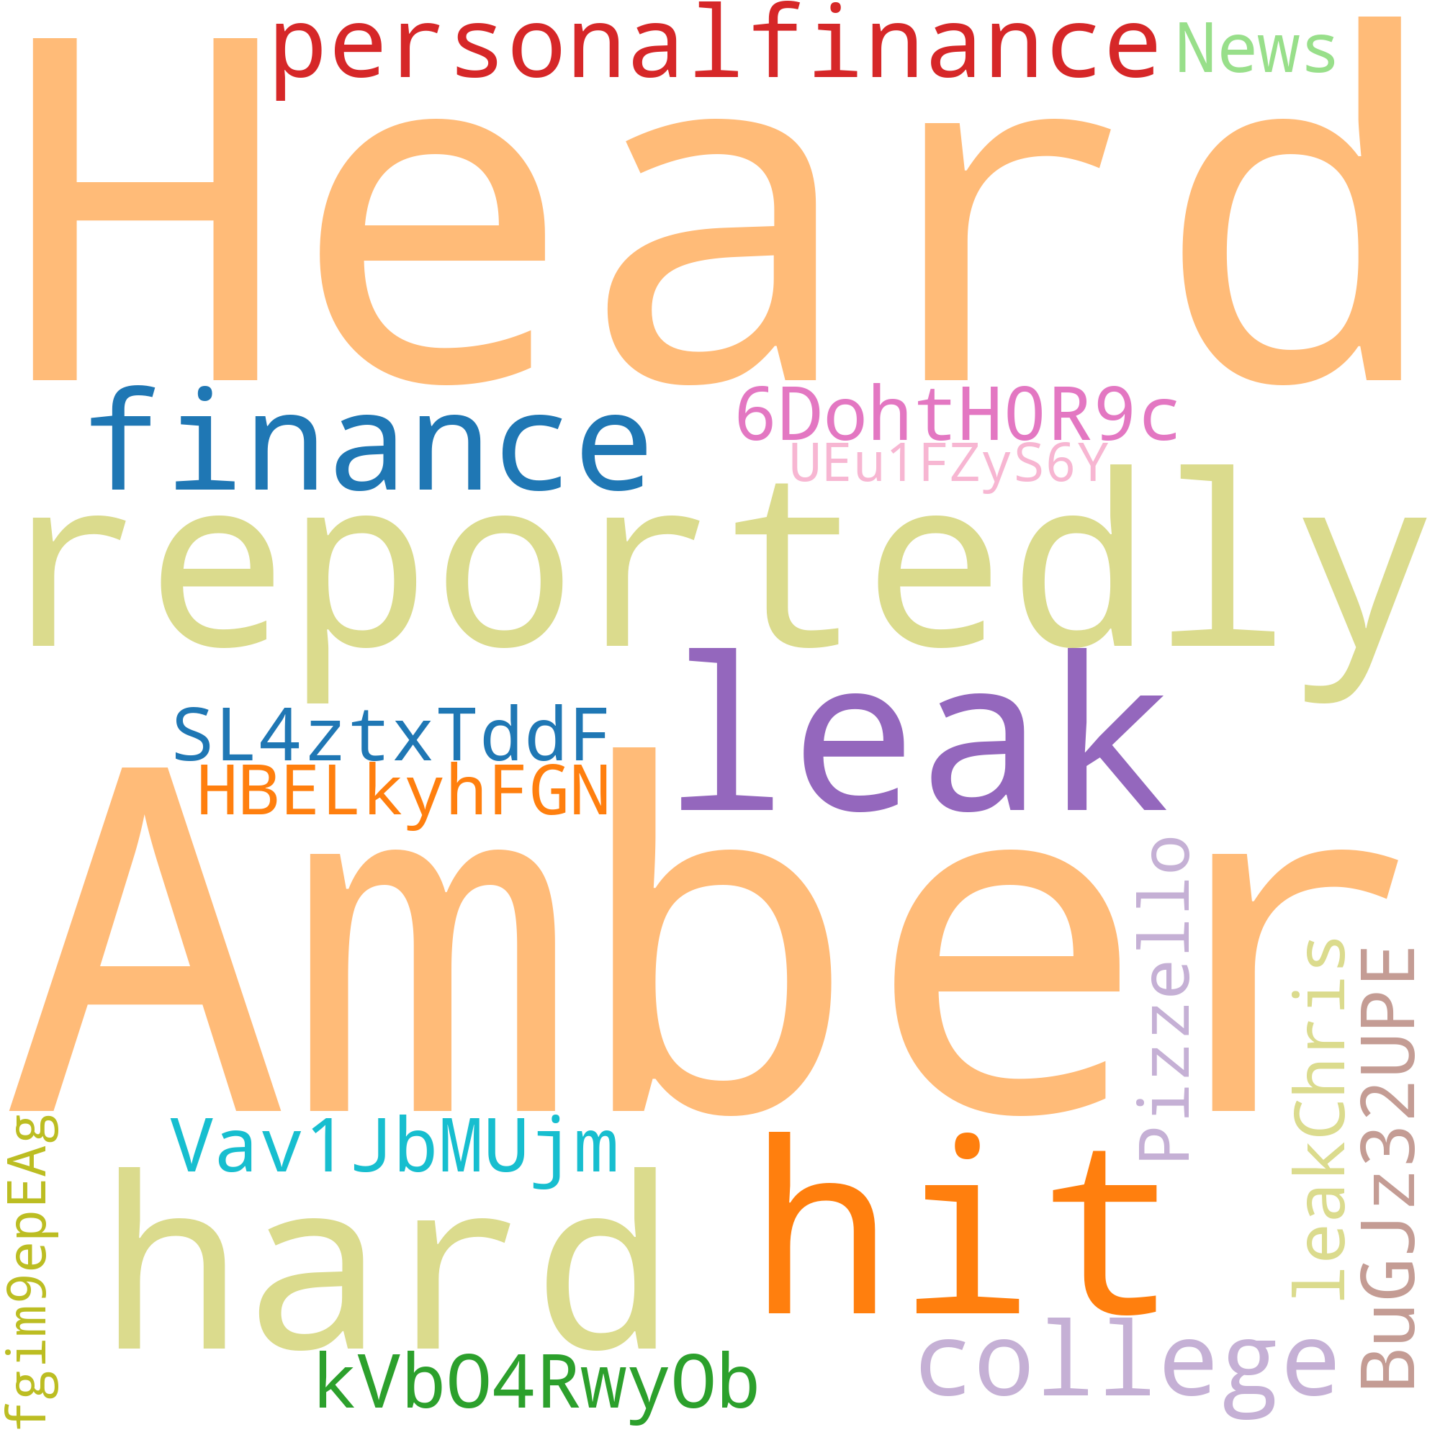 personalfinance
News
Heard
finance
6DohtH0R9c
UEu1FZyS6Y
reportedly
leak
SL4ztxTddF
HBELkyhFGN
Amber
Pizzello
leakChris
BuGJz32UPE
fgim9epEAg
Vav1JbMUjm
hard
hit
kVbO4RwyOb
college